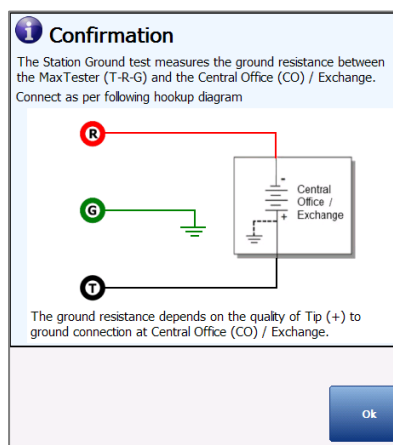 Confirmation
The Station Ground test measures the ground resistance between
the MaxTester (T-R-G) and the Central Office (CO) / Exchange.
Connect as per following hookup diagram
R
-
Central
Office /
Exchange
+
G
T
The ground resistance depends on the quality of Tip (+) to
ground connection at Central Office (CO) / Exchange.
Ok